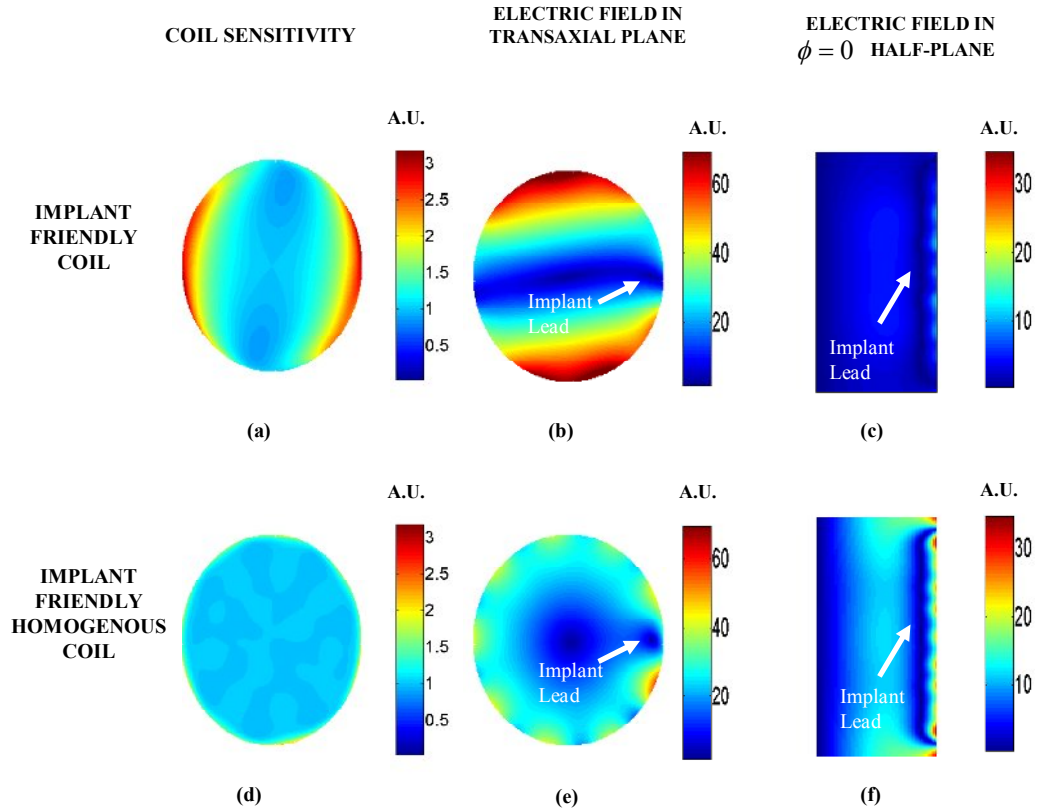 COIL SENSITIVITY
ELECTRIC FIELD IN
TRANSAXIAL PLANE
ELECTRIC FIELD IN
ϕ = 0 HALF-PLANE
IMPLANT
FRIENDLY
COIL
A.U.
3
2.5
2
1.5
1
0.5
(a)
A.U.
60
40
20
Implant
Lead
(b)
A.U.
30
20
10
Implant
Lead
(c)
IMPLANT
FRIENDLY
HOMOGENOUS
COIL
A.U.
3
2.5
2
1.5
1
0.5
(d)
A.U.
60
40
20
Implant
Lead
(e)
A.U.
30
20
10
0
Implant
Lead
(f)